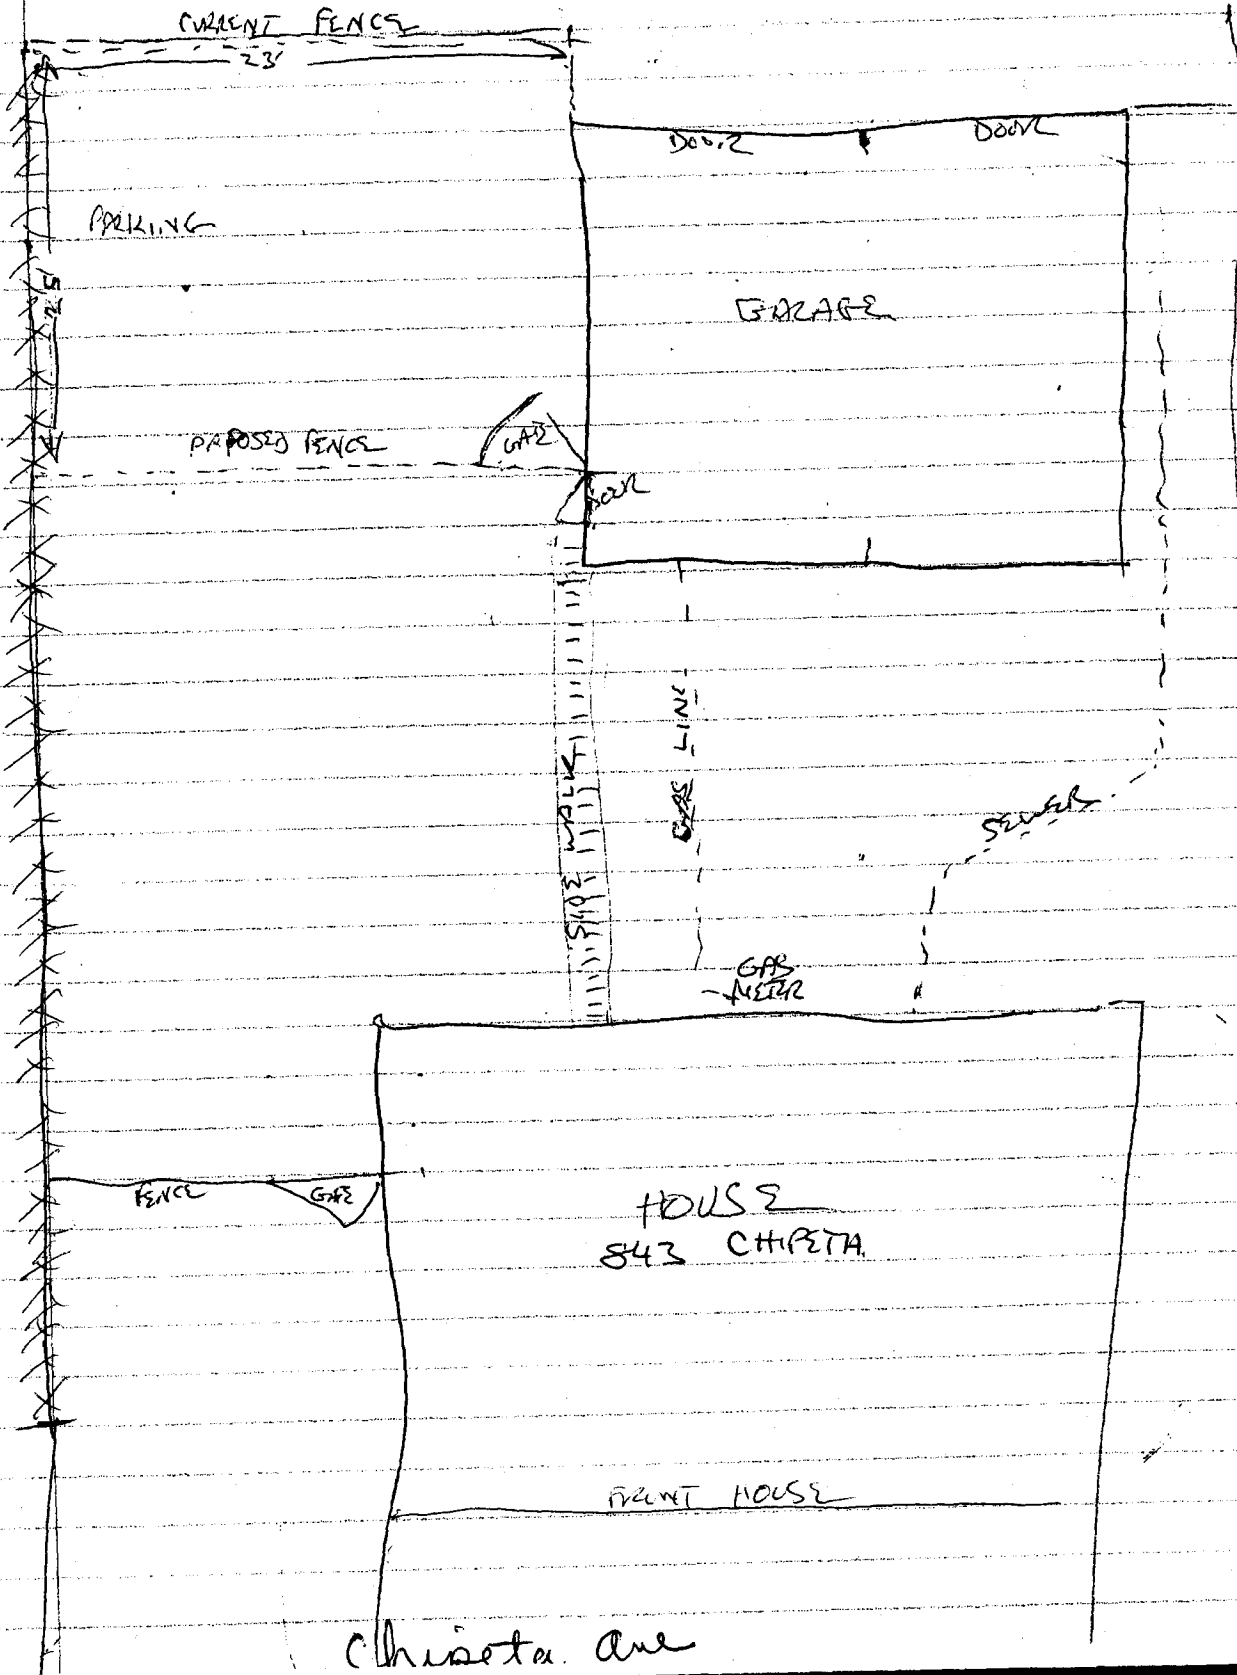 CURRENT FENCE
23'
DOOR
DOOR
PARKING
25'
GARAGE
PROPOSED FENCE
GATE
DOOR
GAS LINE
SIDE WALK
SEWER
GAS
METER
FENCE
GATE
HOUSE
843 CHIPETA
FRONT HOUSE
Chipeta Ave